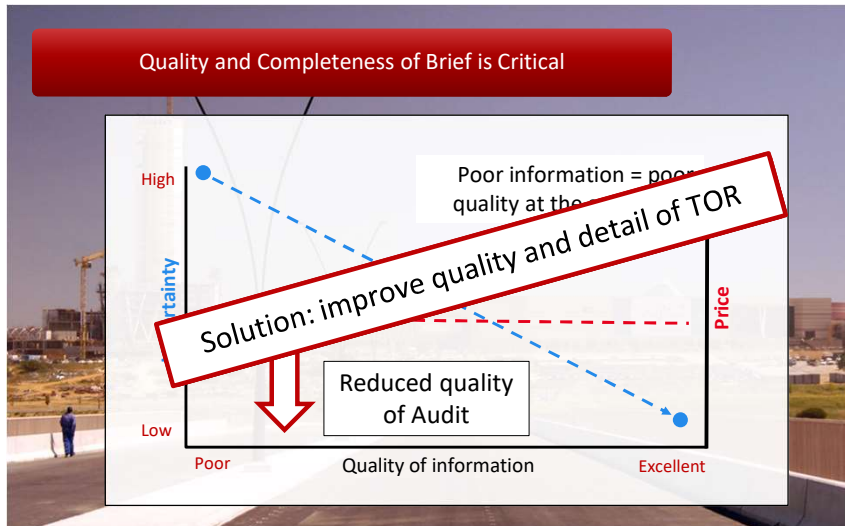 Quality and Completeness of Brief is Critical
High
Poor information = poor
quality at the
Solution: improve quality and detail of TOR
Price
Reduced quality
of Audit
Low
Poor
Quality of information
Excellent